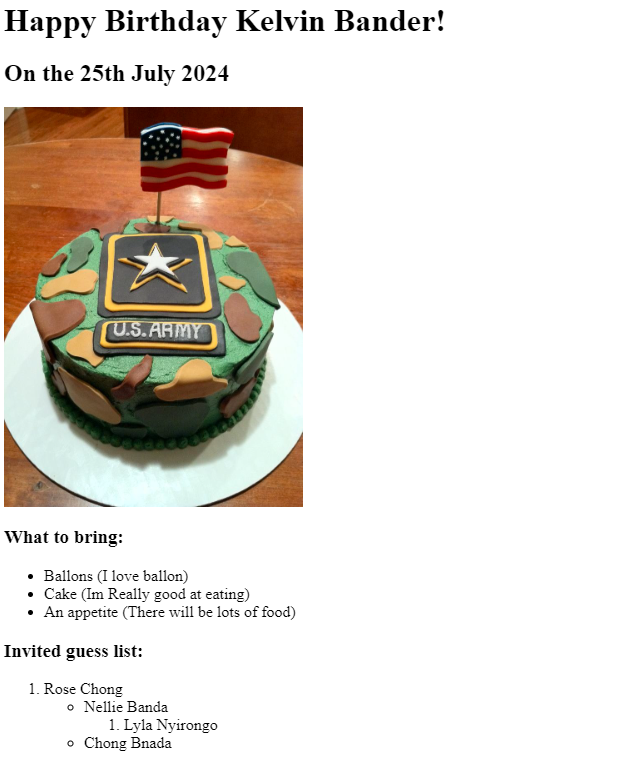 Happy Birthday Kelvin Bander!
On the 25th July 2024
U.S. ARMY
What to bring:
• Ballons (I love ballon)
• Cake (Im Really good at eating)
• An appetite (There will be lots of food)
Invited guess list:
1. Rose Chong
○ Nellie Banda
1. Lyla Nyirongo
○ Chong Bnada